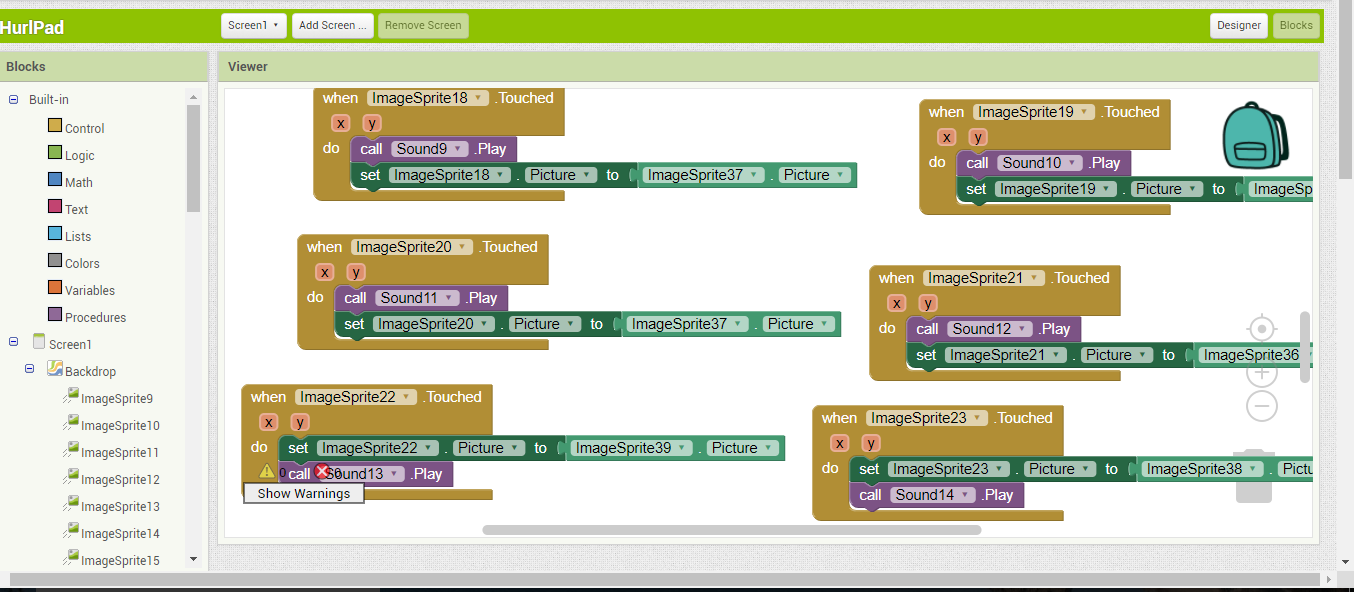 HurlPad
Screen1 Add Screen ... Remove Screen Designer Blocks
Blocks
Viewer
Built-in
Control
Logic
Math
Text
Lists
Colors
Variables
Procedures
Screen1
Backdrop
ImageSprite9
ImageSprite10
ImageSprite11
ImageSprite12
ImageSprite13
ImageSprite14
ImageSprite15
when ImageSprite18 .Touched
x y
do call Sound9 .Play
set ImageSprite18 . Picture to ImageSprite37 . Picture
when ImageSprite19 .Touched
x y
do call Sound10 .Play
set ImageSprite19 . Picture to ImageSp
when ImageSprite20 .Touched
x y
do call Sound11 .Play
set ImageSprite20 . Picture to ImageSprite37 . Picture
when ImageSprite21 .Touched
x y
do call Sound12 .Play
set ImageSprite21 . Picture to ImageSprite36
when ImageSprite22 .Touched
x y
do set ImageSprite22 . Picture to ImageSprite39 . Picture
0 call 0 Sound13 .Play
Show Warnings
when ImageSprite23 .Touched
x y
do set ImageSprite23 . Picture to ImageSprite38 . Pictu
call Sound14 .Play